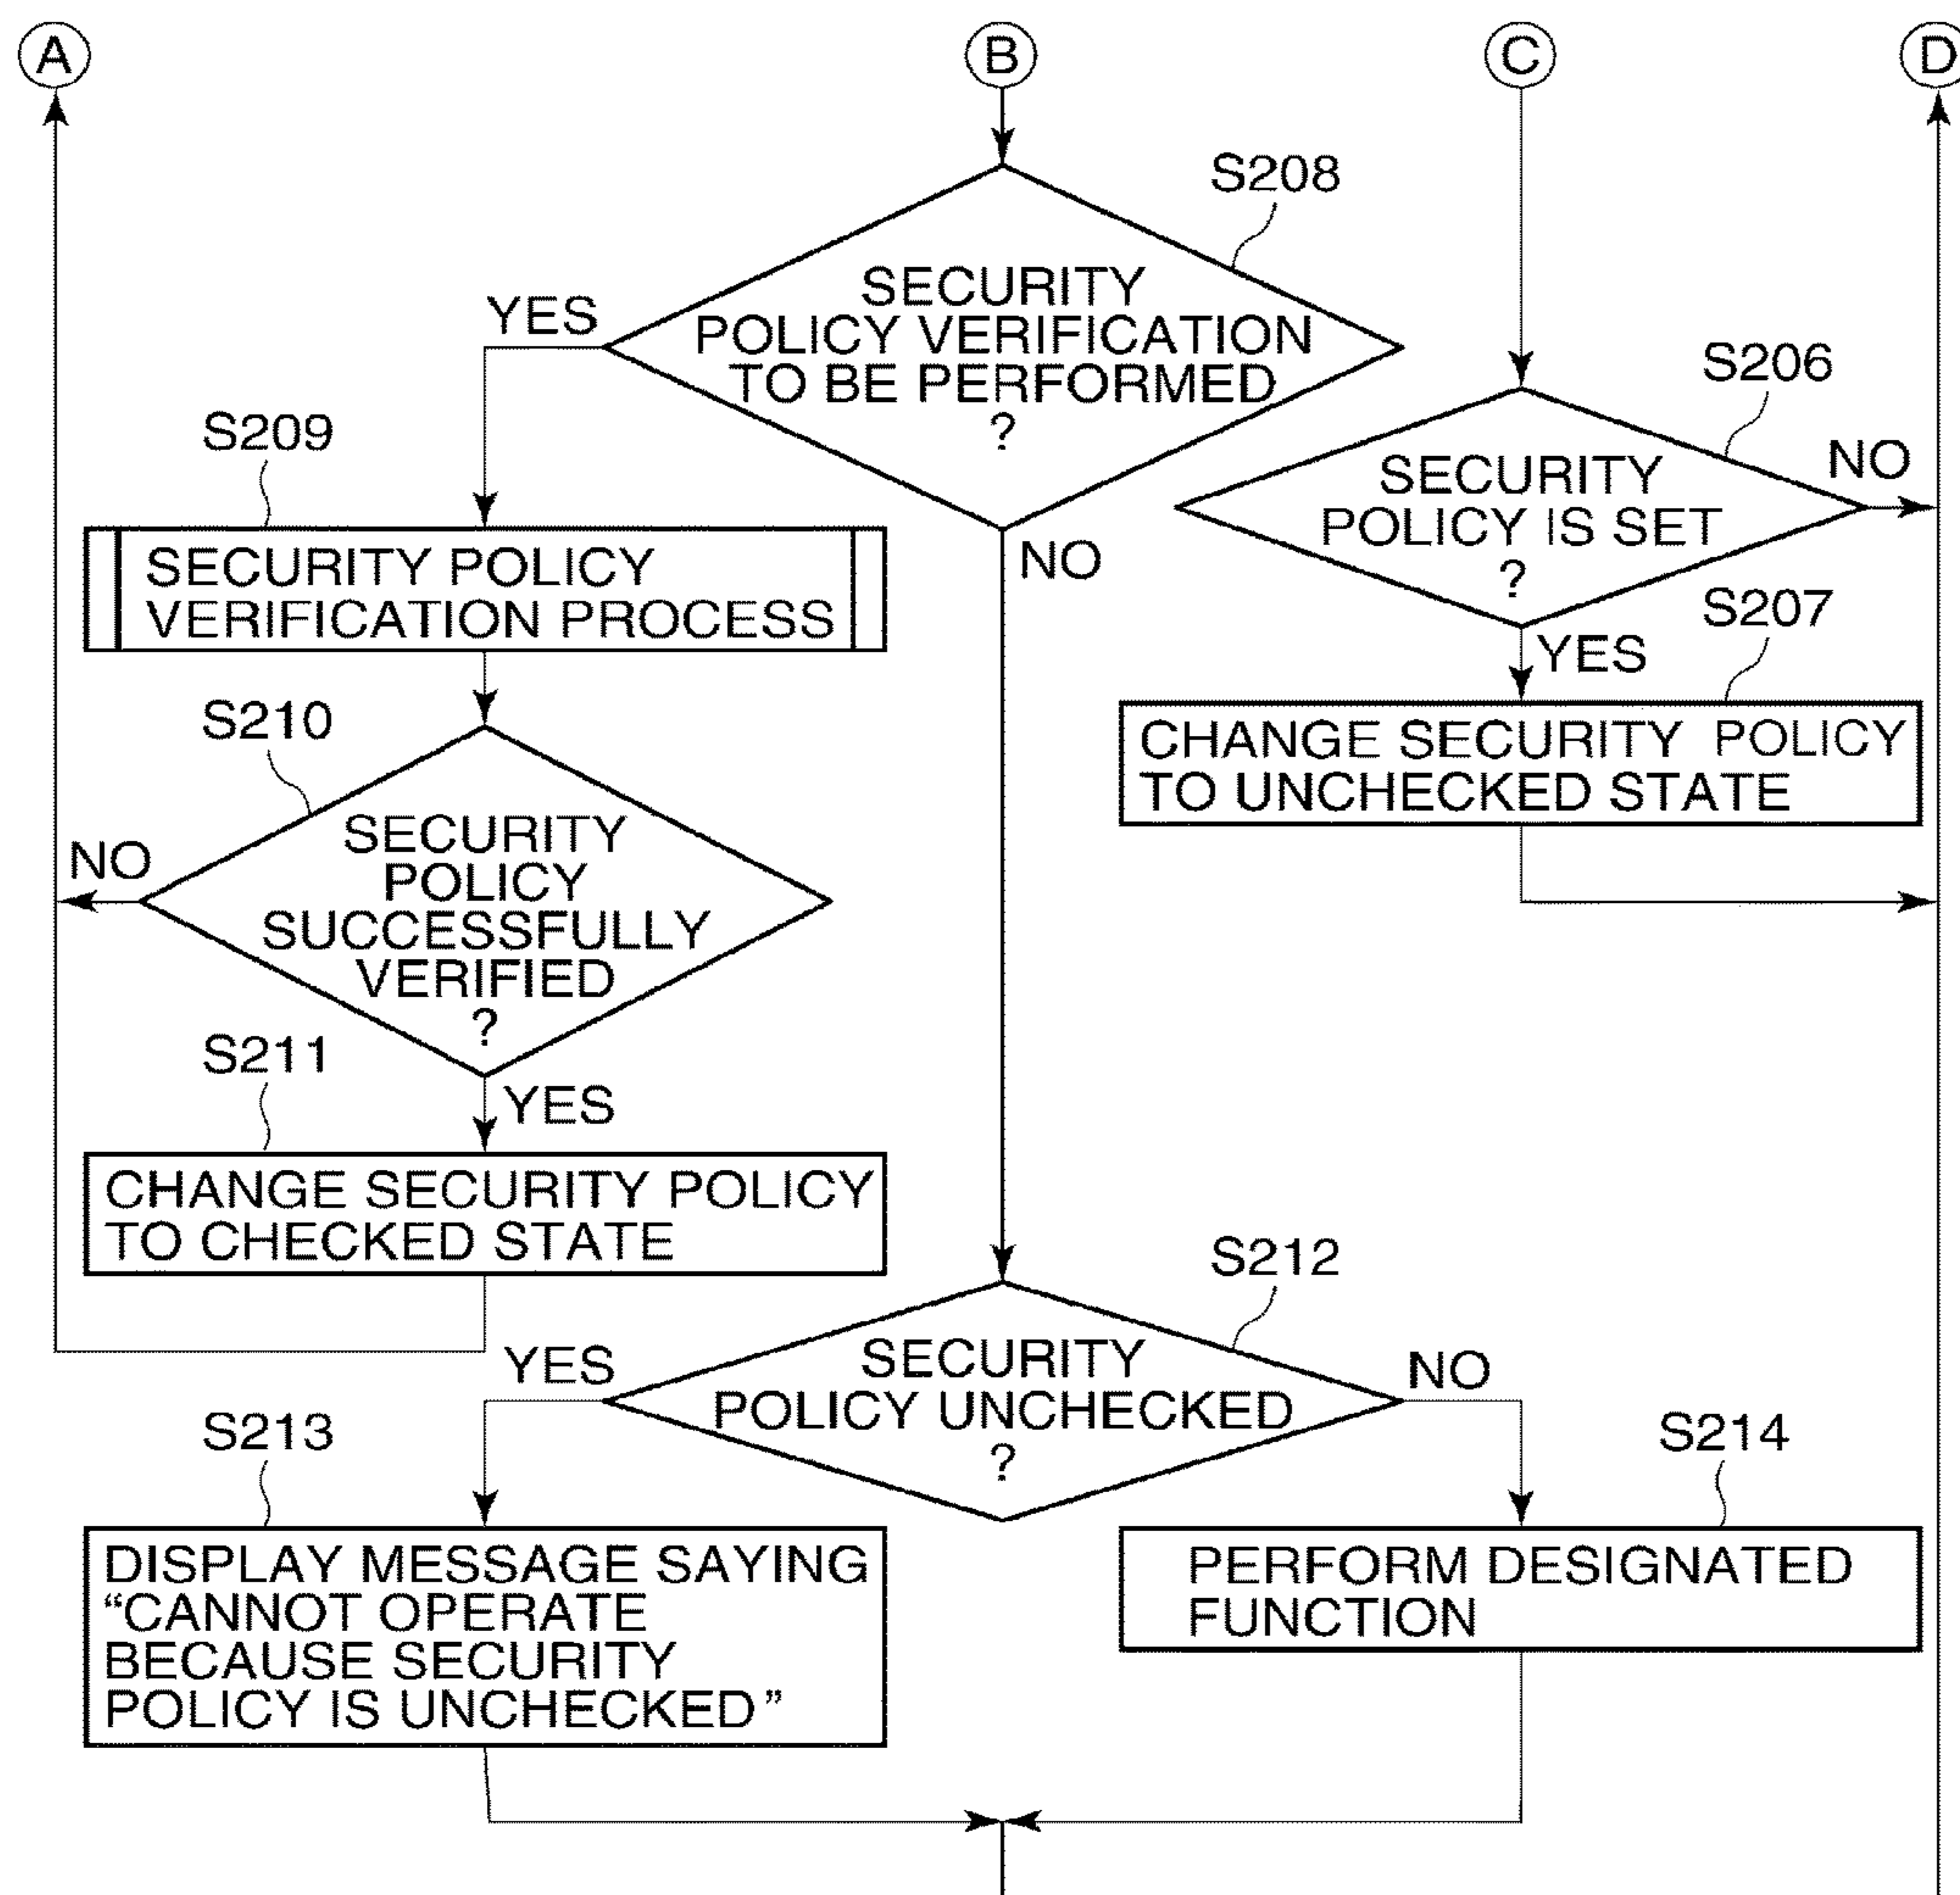 A
B
C
D
S208
SECURITY
POLICY VERIFICATION
TO BE PERFORMED
?
YES
NO
S206
SECURITY
POLICY IS SET
?
NO
YES
S209
SECURITY POLICY
VERIFICATION PROCESS
S207
CHANGE SECURITY POLICY
TO UNCHECKED STATE
S210
SECURITY
POLICY
SUCCESSFULLY
VERIFIED
?
NO
YES
S211
CHANGE SECURITY POLICY
TO CHECKED STATE
S212
SECURITY
POLICY UNCHECKED
?
YES
NO
S213
DISPLAY MESSAGE SAYING
“CANNOT OPERATE
BECAUSE SECURITY
POLICY IS UNCHECKED”
S214
PERFORM DESIGNATED
FUNCTION